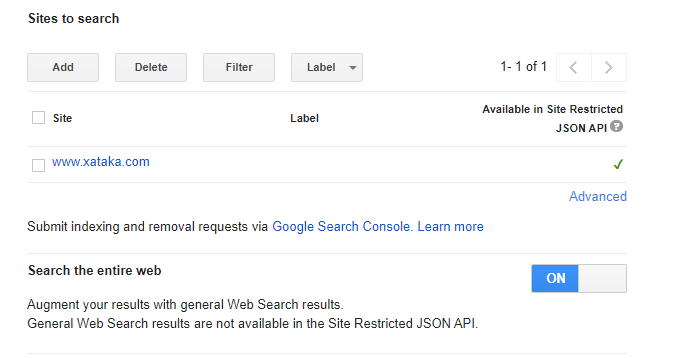 Sites to search
Add Delete Filter Label 1- 1 of 1
Site Label Available in Site Restricted
JSON API ?
www.xataka.com
Advanced
Submit indexing and removal requests via Google Search Console. Learn more
Search the entire web ON
Augment your results with general Web Search results.
General Web Search results are not available in the Site Restricted JSON API.